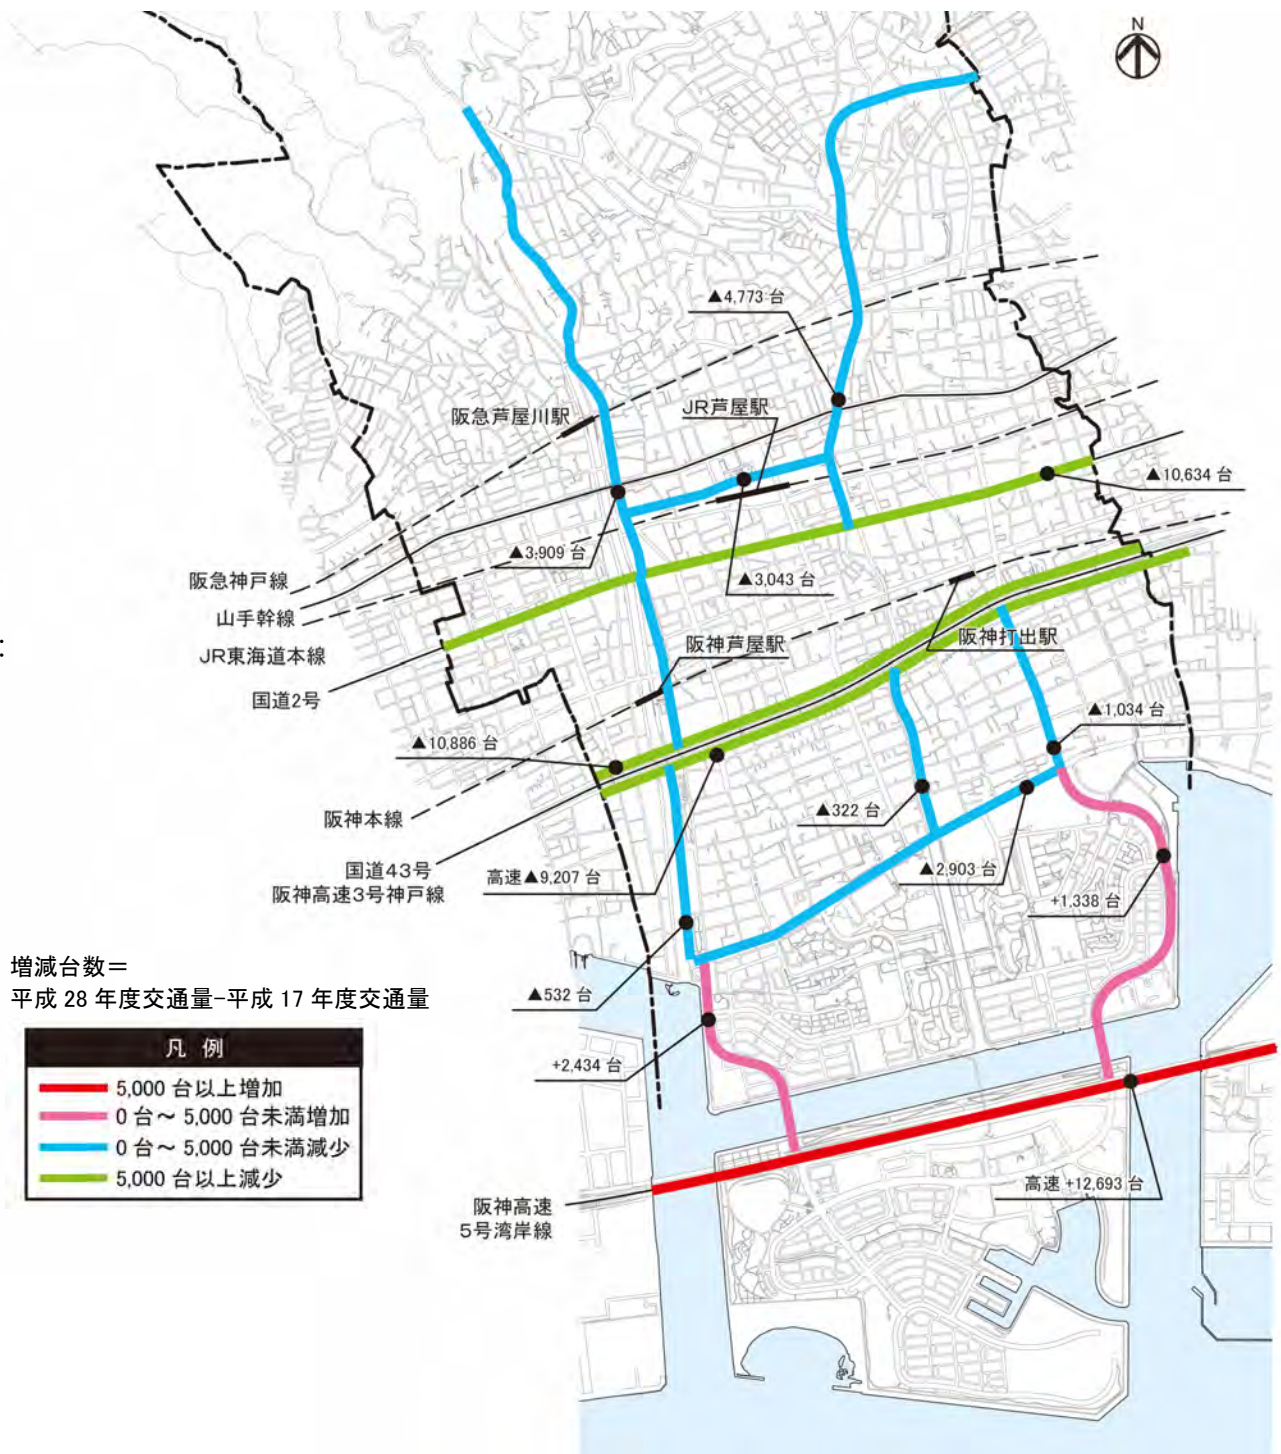 N
▲4,773 台
阪急芦屋川駅
JR芦屋駅
▲10,634 台
▲3,909 台
▲3,043 台
阪急神戸線
山手幹線
:
JR東海道本線
阪神芦屋駅
阪神打出駅
国道2号
▲10,886 台
▲1,034 台
▲322 台
阪神本線
国道43号
阪神高速3号神戸線
高速▲9,207 台
▲2,903 台
+1,338 台
増減台数＝
平成 28 年度交通量−平成 17 年度交通量
▲532 台
+2,434 台
凡 例
5,000 台以上増加
0 台～ 5,000 台未満増加
0 台～ 5,000 台未満減少
5,000 台以上減少
高速 +12,693 台
阪神高速
5号湾岸線